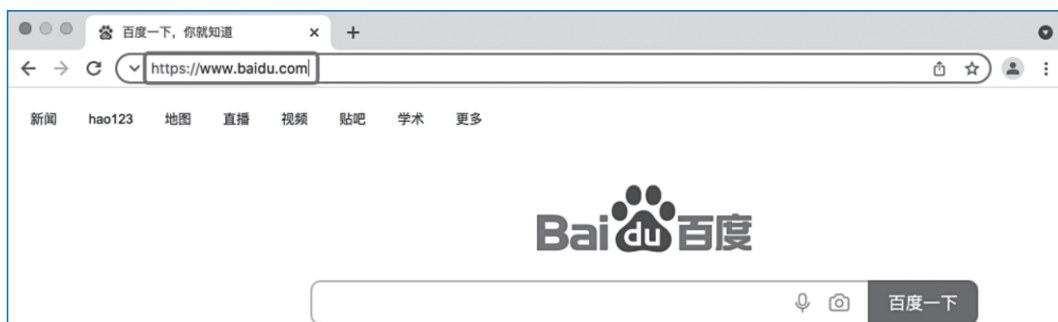 百度一下，你就知道
https://www.baidu.com
新闻 hao123 地图 直播 视频 贴吧 学术 更多
Bai du 百度
百度一下